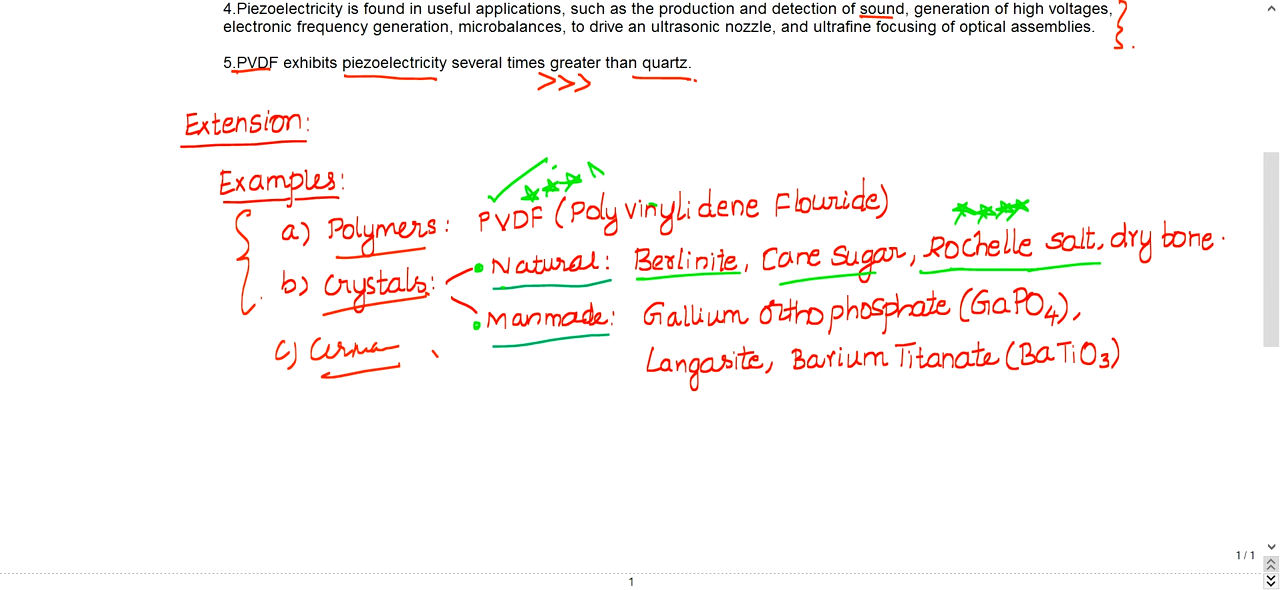 4.Piezoelectricity is found in useful applications, such as the production and detection of sound, generation of high voltages,
electronic frequency generation, microbalances, to drive an ultrasonic nozzle, and ultrafine focusing of optical assemblies.
5.PVDF exhibits piezoelectricity several times greater than quartz.
>>>
Extension:
Examples:
a) Polymers: PVDF (Poly vinylidene Flouride)
b) Crystals: Natural: Berlinite, Cane Sugar, Rochelle salt, dry bone.
Manmade: Gallium Orthophosphate (GaPO4),
c)
Langasite, Barium Titanate (BaTiO3)
1/1
1